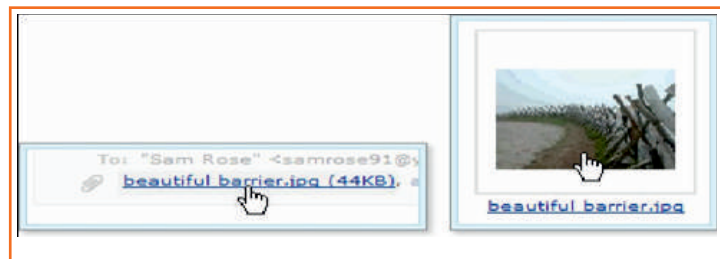 To: "Sam Rose" <samrose91@y
beautiful barrier.jpg (44KB),
beautiful barrier.jpg